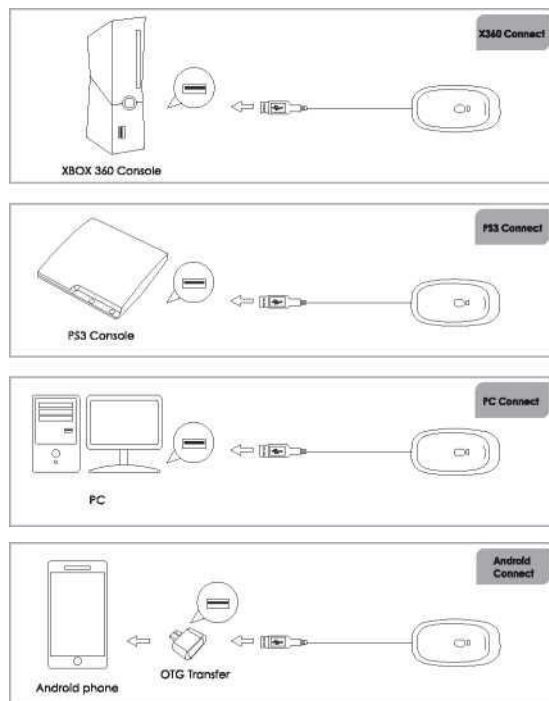 X360 Connect
XBOX 360 Console
PS3 Connect
PS3 Console
PC Connect
PC
Android
Connect
OTG Transfer
Android phone